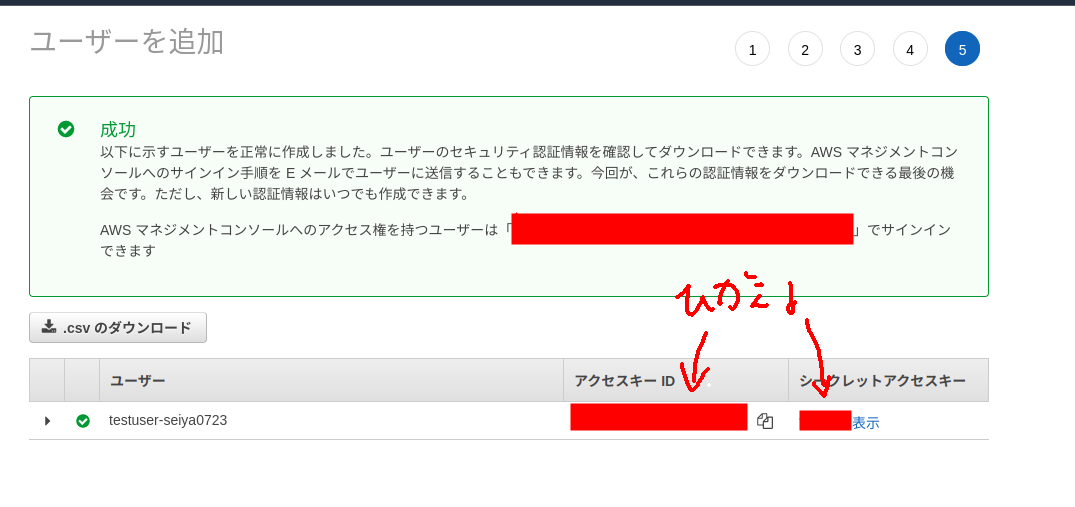 ユーザーを追加
1 2 3 4 5
成功
以下に示すユーザーを正常に作成しました。ユーザーのセキュリティ認証情報を確認してダウンロードできます。AWS マネジメントコン
ソールへのサインイン手順を E メールでユーザーに送信することもできます。今回が、これらの認証情報をダウンロードできる最後の機
会です。ただし、新しい認証情報はいつでも作成できます。
AWS マネジメントコンソールへのアクセス権を持つユーザーは「 」でサインイン
できます
ひかえよ
.csv のダウンロード
ユーザー アクセスキー ID シークレットアクセスキー
testuser-seiya0723 表示